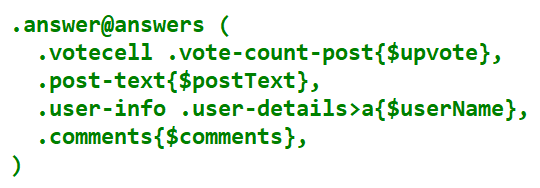 .answer@answers (
  .votecell .vote-count-post{$upvote},
  .post-text{$postText},
  .user-info .user-details>a{$userName},
  .comments{$comments},
)